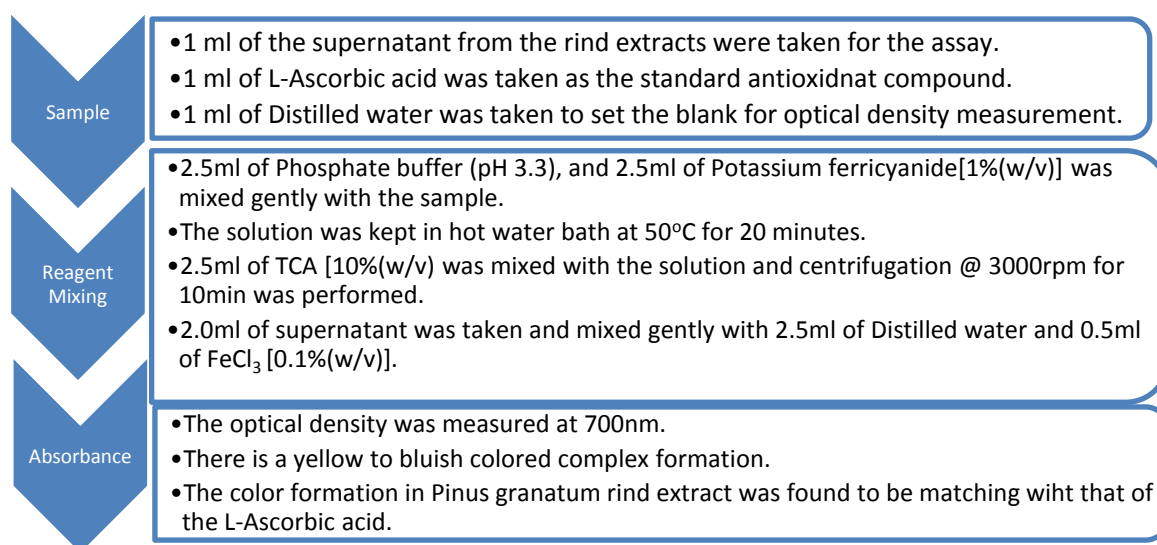 Sample
•1 ml of the supernatant from the rind extracts were taken for the assay.
•1 ml of L-Ascorbic acid was taken as the standard antioxidnat compound.
•1 ml of Distilled water was taken to set the blank for optical density measurement.
Reagent
Mixing
•2.5ml of Phosphate buffer (pH 3.3), and 2.5ml of Potassium ferricyanide[1%(w/v)] was
mixed gently with the sample.
•The solution was kept in hot water bath at 50°C for 20 minutes.
•2.5ml of TCA [10%(w/v) was mixed with the solution and centrifugation @ 3000rpm for
10min was performed.
•2.0ml of supernatant was taken and mixed gently with 2.5ml of Distilled water and 0.5ml
of FeCl₃ [0.1%(w/v)].
Absorbance
•The optical density was measured at 700nm.
•There is a yellow to bluish colored complex formation.
•The color formation in Pinus granatum rind extract was found to be matching wiht that of
the L-Ascorbic acid.